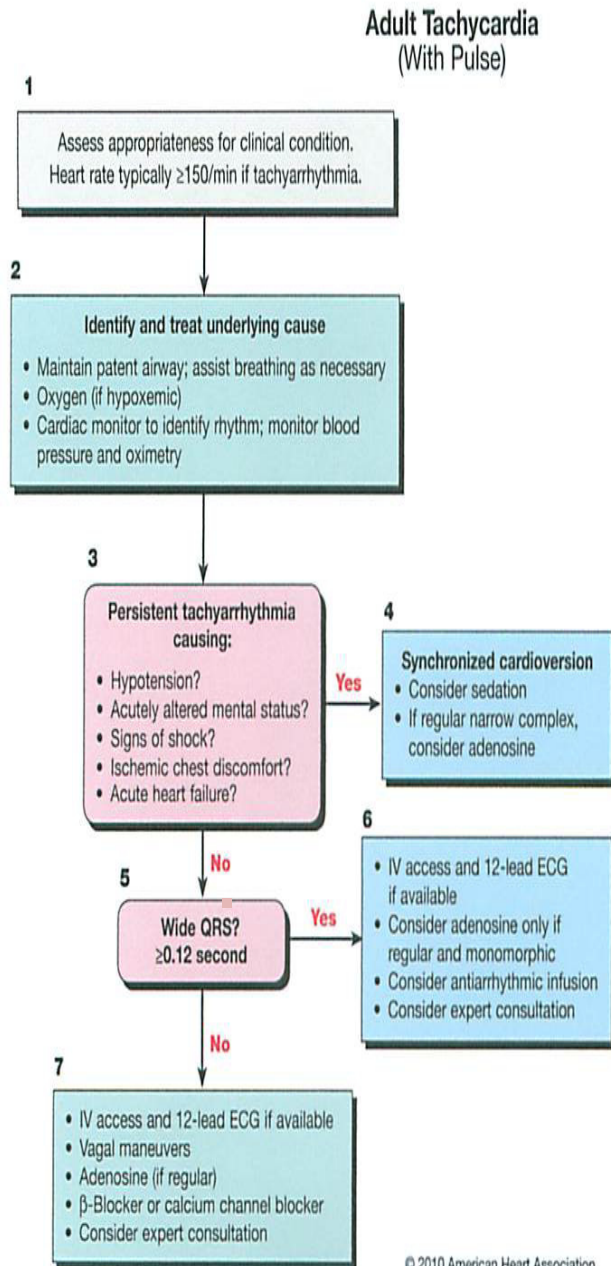 Adult Tachycardia
(With Pulse)
1
Assess appropriateness for clinical condition.
Heart rate typically ≥150/min if tachyarrhythmia.
2
Identify and treat underlying cause
• Maintain patent airway; assist breathing as necessary
• Oxygen (if hypoxemic)
• Cardiac monitor to identify rhythm; monitor blood
pressure and oximetry
3
Persistent tachyarrhythmia
causing:
• Hypotension?
• Acutely altered mental status?
• Signs of shock?
• Ischemic chest discomfort?
• Acute heart failure?
Yes
4
Synchronized cardioversion
• Consider sedation
• If regular narrow complex,
consider adenosine
No
5
Wide QRS?
≥0.12 second
Yes
6
• IV access and 12-lead ECG
if available
• Consider adenosine only if
regular and monomorphic
• Consider antiarrhythmic infusion
• Consider expert consultation
No
7
• IV access and 12-lead ECG if available
• Vagal maneuvers
• Adenosine (if regular)
• β-Blocker or calcium channel blocker
• Consider expert consultation
© 2010 American Heart Association